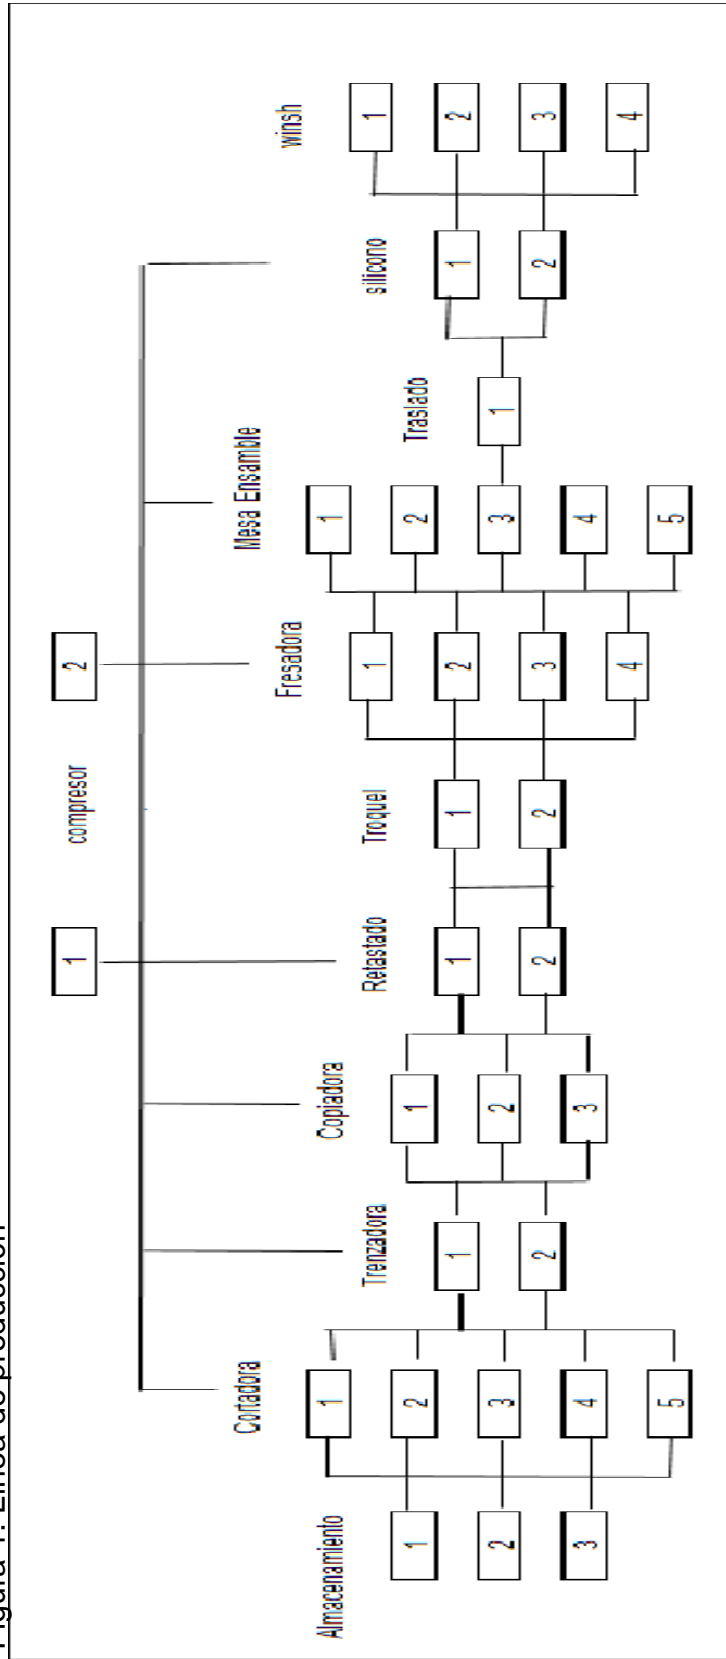 Figura 1. Línea de producción
compresor
1
2
Cortadora
Trenzadora
Copiadora
Retastado
Troquel
Fresadora
Mesa Ensamble
Traslado
silicono
winsh
Almacenamiento
1
2
3
1
2
3
4
5
1
2
1
2
3
1
2
1
2
1
2
3
4
1
2
3
4
5
1
1
2
1
2
3
4